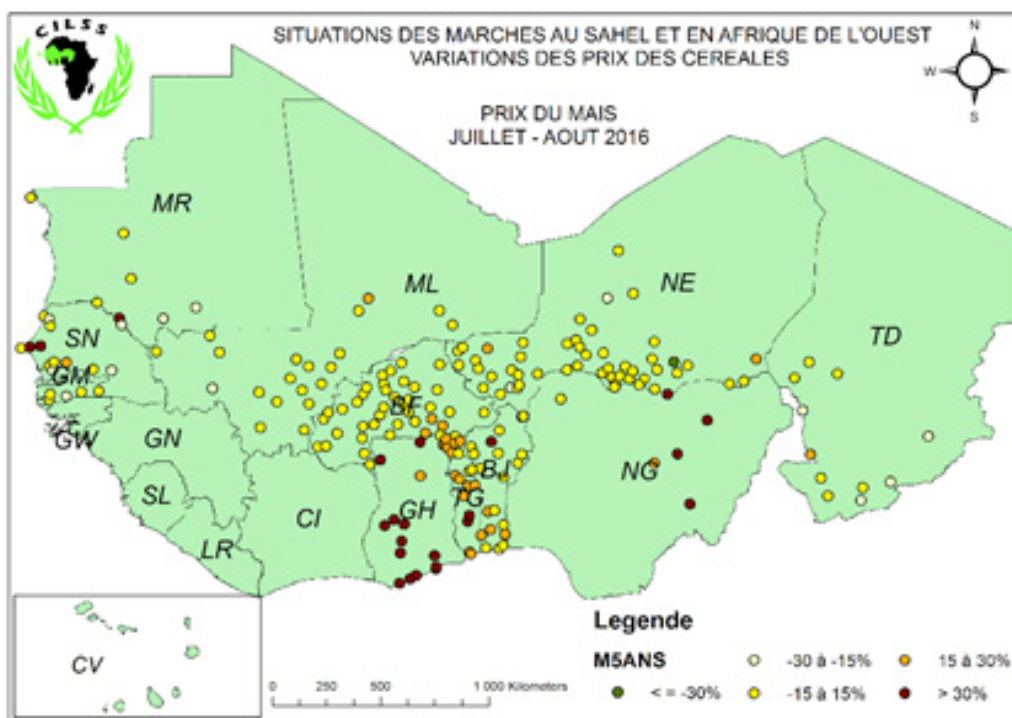 CILSS
SITUATIONS DES MARCHES AU SAHEL ET EN AFRIQUE DE L'OUEST
VARIATIONS DES PRIX DES CEREALES
PRIX DU MAIS
JUILLET - AOUT 2016
N
W
S
MR
ML
NE
TD
SN
GM
GW
GN
BF
BJ
NG
SL
CI
GH
TG
LR
CV
Legende
M5ANS
-30 à -15%
15 à 30%
< = -30%
-15 à 15%
> 30%
0 250 500 1 000 Kilometers